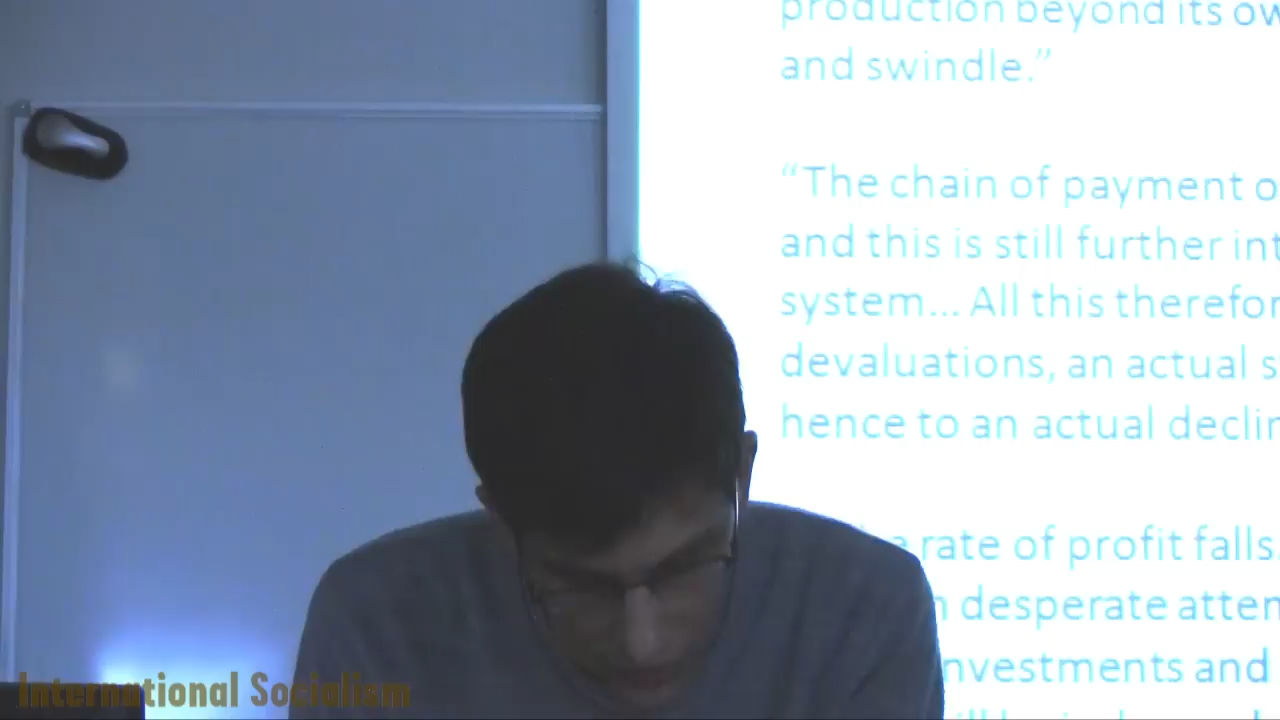 production beyond its ow
and swindle."
"The chain of payment o
and this is still further int
system... All this therefor
devaluations, an actual s
hence to an actual declin
rate of profit falls
desperate atten
nvestments and
International Socialism